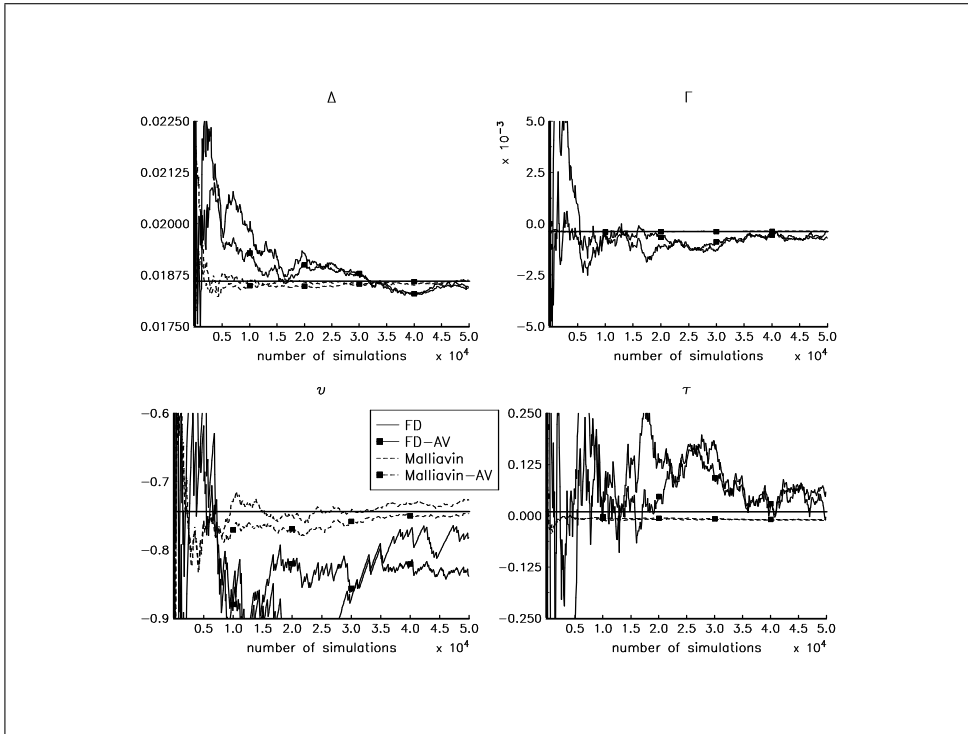 Δ
0.02250
0.02125
0.02000
0.01875
0.01750
0.5 1.0 1.5 2.0 2.5 3.0 3.5 4.0 4.5 5.0
number of simulations x 10⁴
Γ
x 10⁻³
5.0
2.5
0.0
−2.5
−5.0
0.5 1.0 1.5 2.0 2.5 3.0 3.5 4.0 4.5 5.0
number of simulations x 10⁴
υ
−0.6
−0.7
−0.8
−0.9
0.5 1.0 1.5 2.0 2.5 3.0 3.5 4.0 4.5 5.0
number of simulations x 10⁴
FD
FD−AV
Malliavin
Malliavin−AV
τ
0.250
0.125
0.000
−0.125
−0.250
0.5 1.0 1.5 2.0 2.5 3.0 3.5 4.0 4.5 5.0
number of simulations x 10⁴